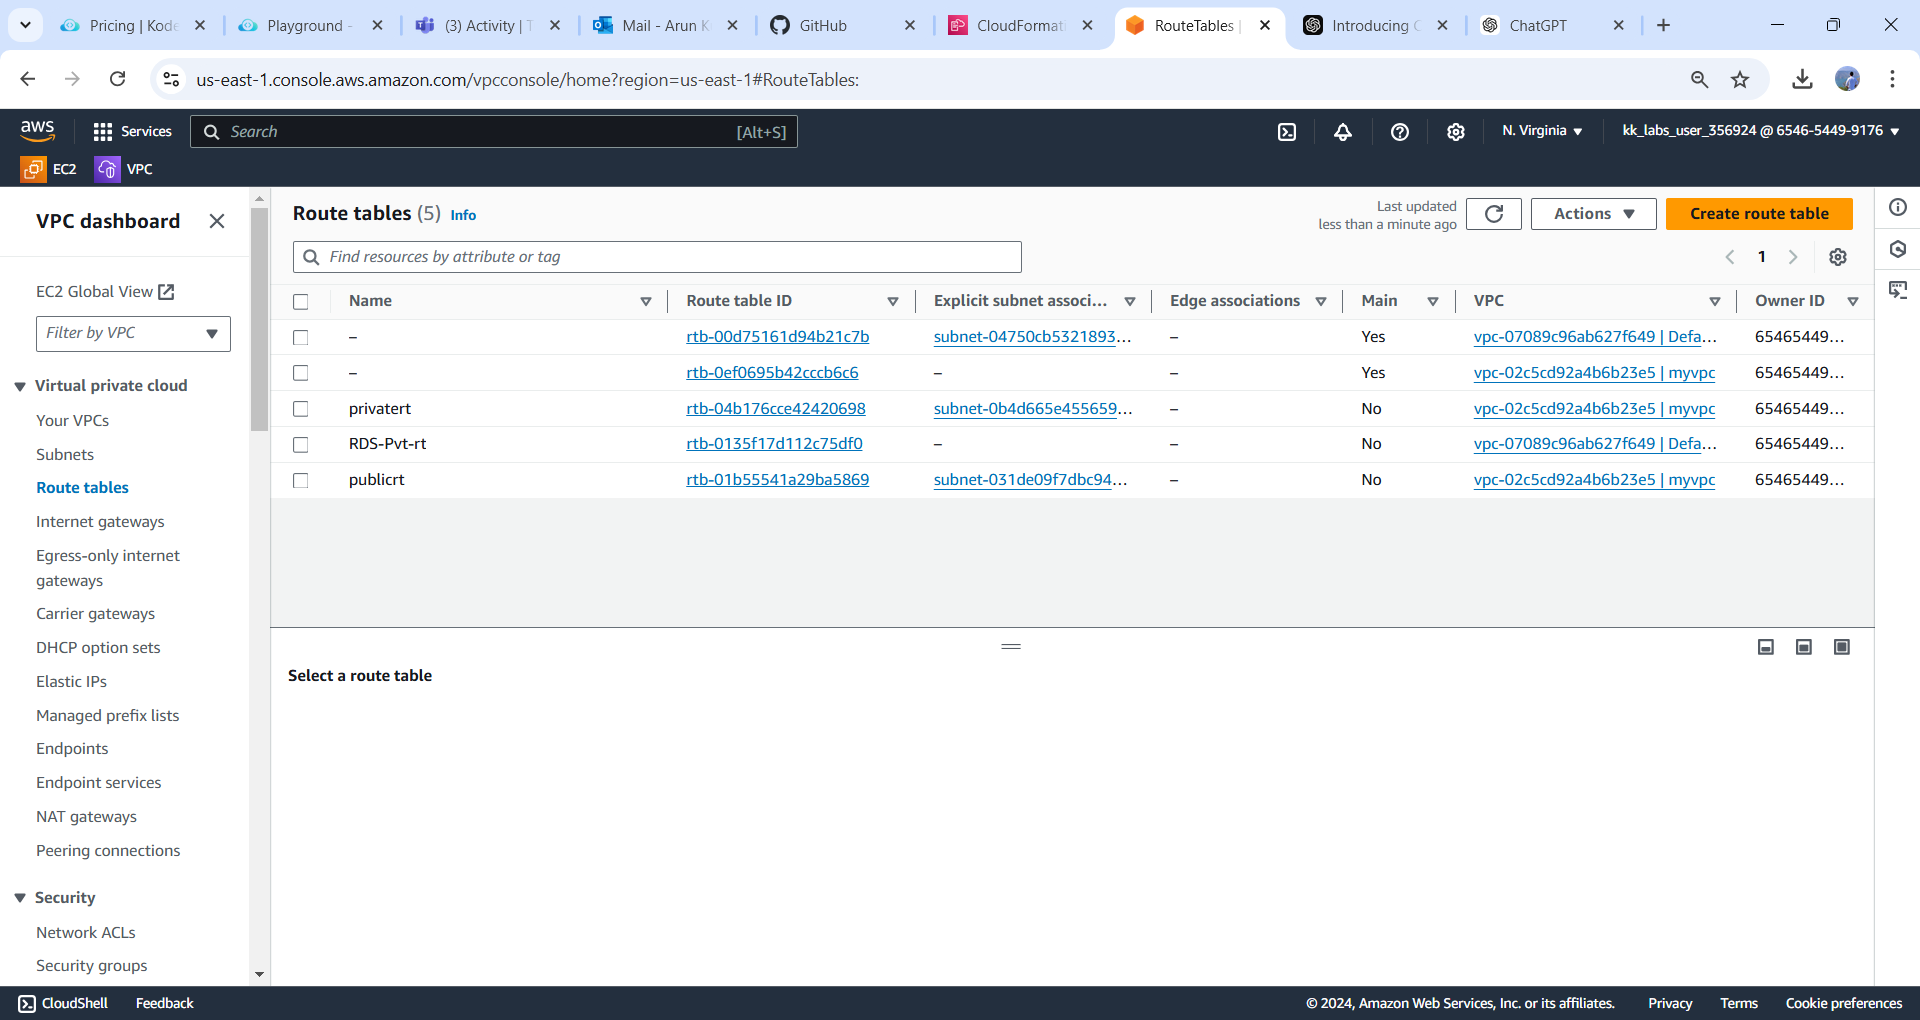 Pricing | Kode
Playground -
(3) Activity | T
Mail - Arun K
GitHub
CloudFormati
RouteTables |
Introducing C
ChatGPT
us-east-1.console.aws.amazon.com/vpcconsole/home?region=us-east-1#RouteTables:
aws
Services
Search
[Alt+S]
N. Virginia
kk_labs_user_356924 @ 6546-5449-9176
EC2
VPC
VPC dashboard
EC2 Global View
Filter by VPC
Virtual private cloud
Your VPCs
Subnets
Route tables
Internet gateways
Egress-only internet
gateways
Carrier gateways
DHCP option sets
Elastic IPs
Managed prefix lists
Endpoints
Endpoint services
NAT gateways
Peering connections
Security
Network ACLs
Security groups
Route tables (5) Info
Last updated
less than a minute ago
Actions
Create route table
Find resources by attribute or tag
1
Name Route table ID Explicit subnet associ... Edge associations Main VPC Owner ID
– rtb-00d75161d94b21c7b subnet-04750cb5321893... – Yes vpc-07089c96ab627f649 | Defa... 65465449...
– rtb-0ef0695b42cccb6c6 – – Yes vpc-02c5cd92a4b6b23e5 | myvpc 65465449...
privatert rtb-04b176cce42420698 subnet-0b4d665e455659... – No vpc-02c5cd92a4b6b23e5 | myvpc 65465449...
RDS-Pvt-rt rtb-0135f17d112c75df0 – – No vpc-07089c96ab627f649 | Defa... 65465449...
publicrt rtb-01b55541a29ba5869 subnet-031de09f7dbc94... – No vpc-02c5cd92a4b6b23e5 | myvpc 65465449...
Select a route table
CloudShell
Feedback
© 2024, Amazon Web Services, Inc. or its affiliates.
Privacy
Terms
Cookie preferences